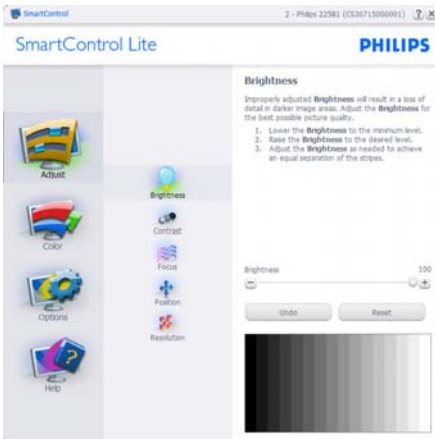 SmartControl
2 - Philips 225B1 (CS30715000001)
? X
SmartControl Lite
PHILIPS
Adjust
Color
Options
Help
Brightness
Contrast
Focus
Position
Resolution
Brightness
Improperly adjusted Brightness will result in a loss of
detail in darker image areas. Adjust the Brightness for
the best possible picture quality.
1. Lower the Brightness to the minimum level.
2. Raise the Brightness to the desired level.
3. Adjust the Brightness as needed to achieve
an equal separation of the stripes.
Brightness 100
Undo
Reset